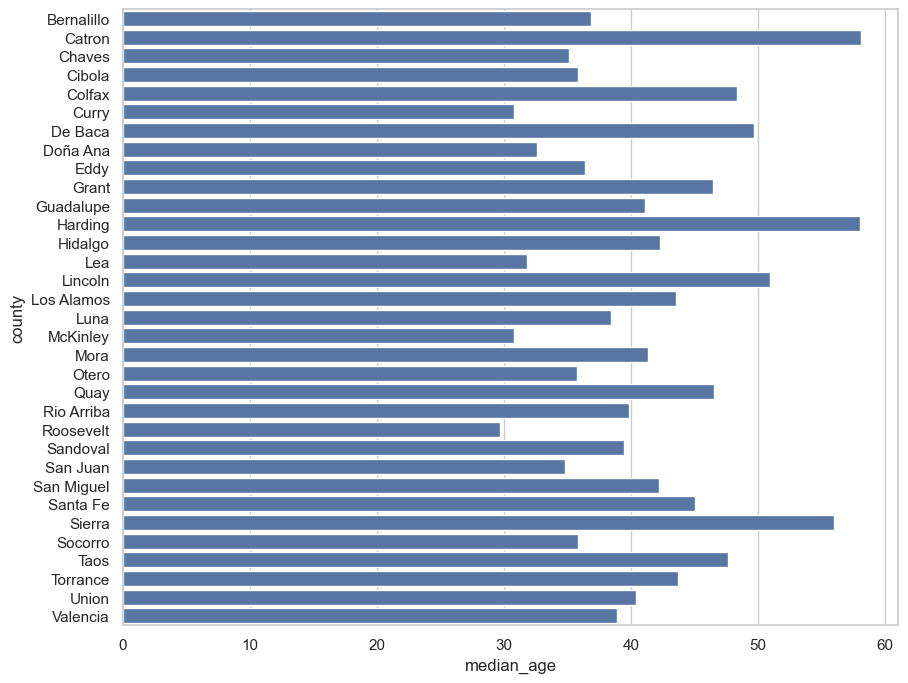 Bernalillo
Catron
Chaves
Cibola
Colfax
Curry
De Baca
Doña Ana
Eddy
Grant
Guadalupe
Harding
Hidalgo
Lea
Lincoln
Los Alamos
Luna
McKinley
Mora
Otero
Quay
Rio Arriba
Roosevelt
Sandoval
San Juan
San Miguel
Santa Fe
Sierra
Socorro
Taos
Torrance
Union
Valencia
county
0 10 20 30 40 50 60
median_age